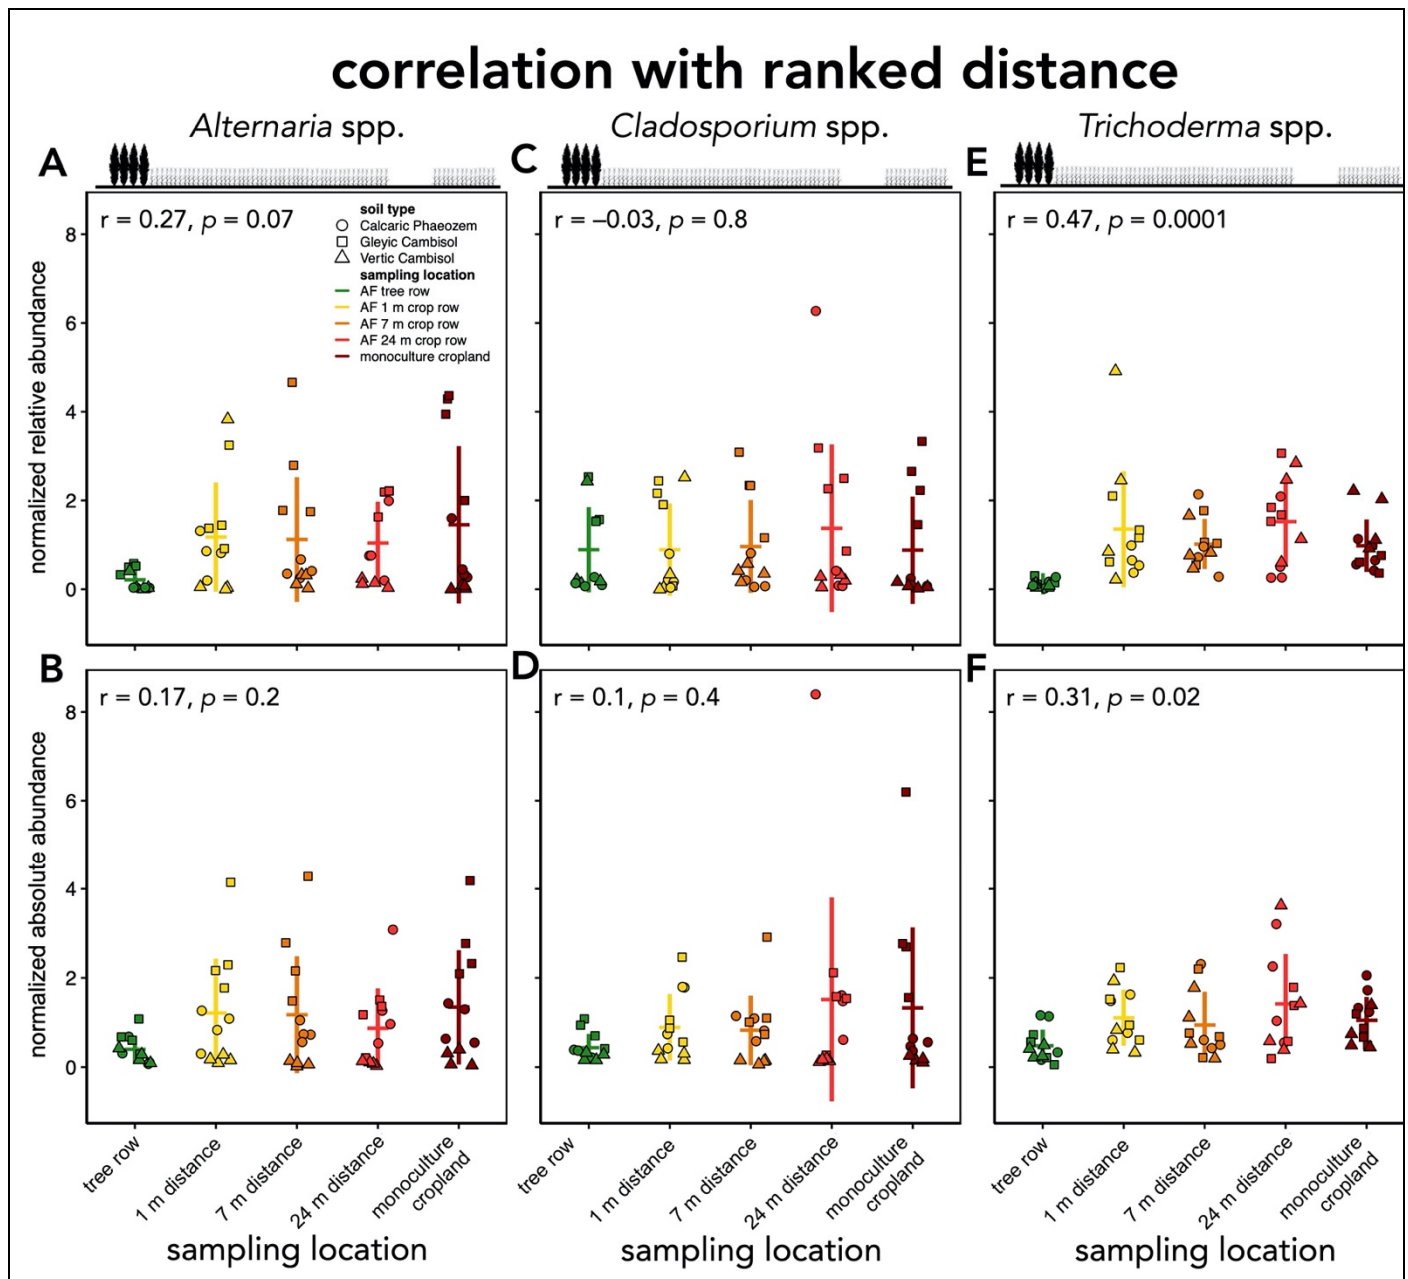 correlation with ranked distance
Alternaria spp.
Cladosporium spp.
Trichoderma spp.
A
C
E
r = 0.27, p = 0.07
soil type
Calcaric Phaeozem
Gleyic Cambisol
Vertic Cambisol
sampling location
AF tree row
AF 1 m crop row
AF 7 m crop row
AF 24 m crop row
monoculture cropland
r = –0.03, p = 0.8
r = 0.47, p = 0.0001
normalized relative abundance
8
6
4
2
0
B
D
F
r = 0.17, p = 0.2
r = 0.1, p = 0.4
r = 0.31, p = 0.02
normalized absolute abundance
8
6
4
2
0
tree row
1 m distance
7 m distance
24 m distance
monoculture
cropland
tree row
1 m distance
7 m distance
24 m distance
monoculture
cropland
tree row
1 m distance
7 m distance
24 m distance
monoculture
cropland
sampling location
sampling location
sampling location